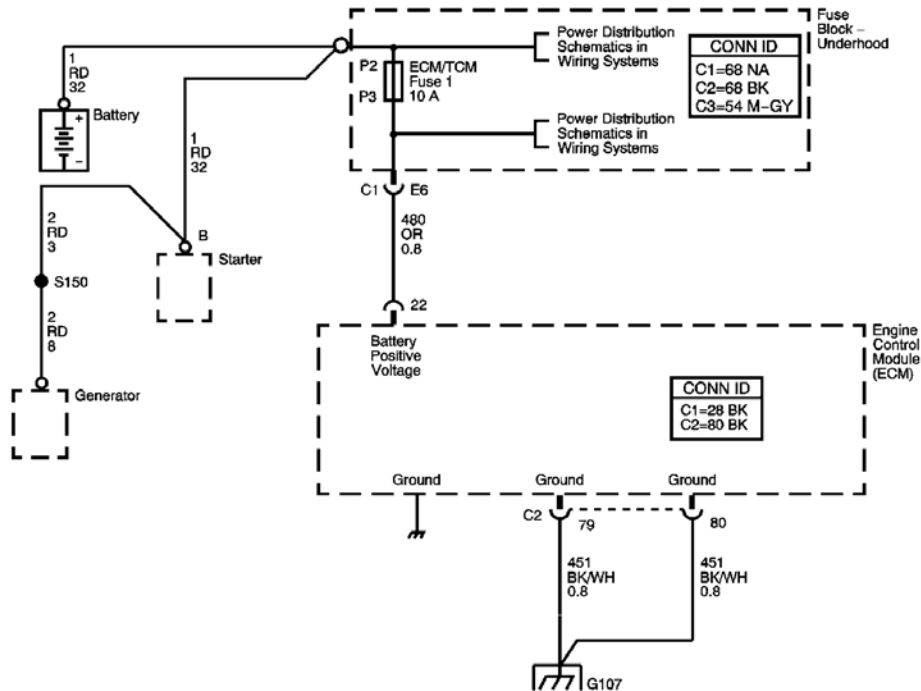 Fuse
Block –
Underhood
Power Distribution
Schematics in
Wiring Systems
CONN ID
C1=68 NA
C2=68 BK
C3=54 M-GY
P2
ECM/TCM
Fuse 1
10 A
P3
Power Distribution
Schematics in
Wiring Systems
1
RD
32
Battery
+
–
1
RD
32
C1
E6
480
OR
0.8
2
RD
3
B
Starter
S150
2
RD
8
Generator
22
Battery
Positive
Voltage
Engine
Control
Module
(ECM)
CONN ID
C1=28 BK
C2=80 BK
Ground
Ground
Ground
C2
79
80
451
BK/WH
0.8
451
BK/WH
0.8
G107